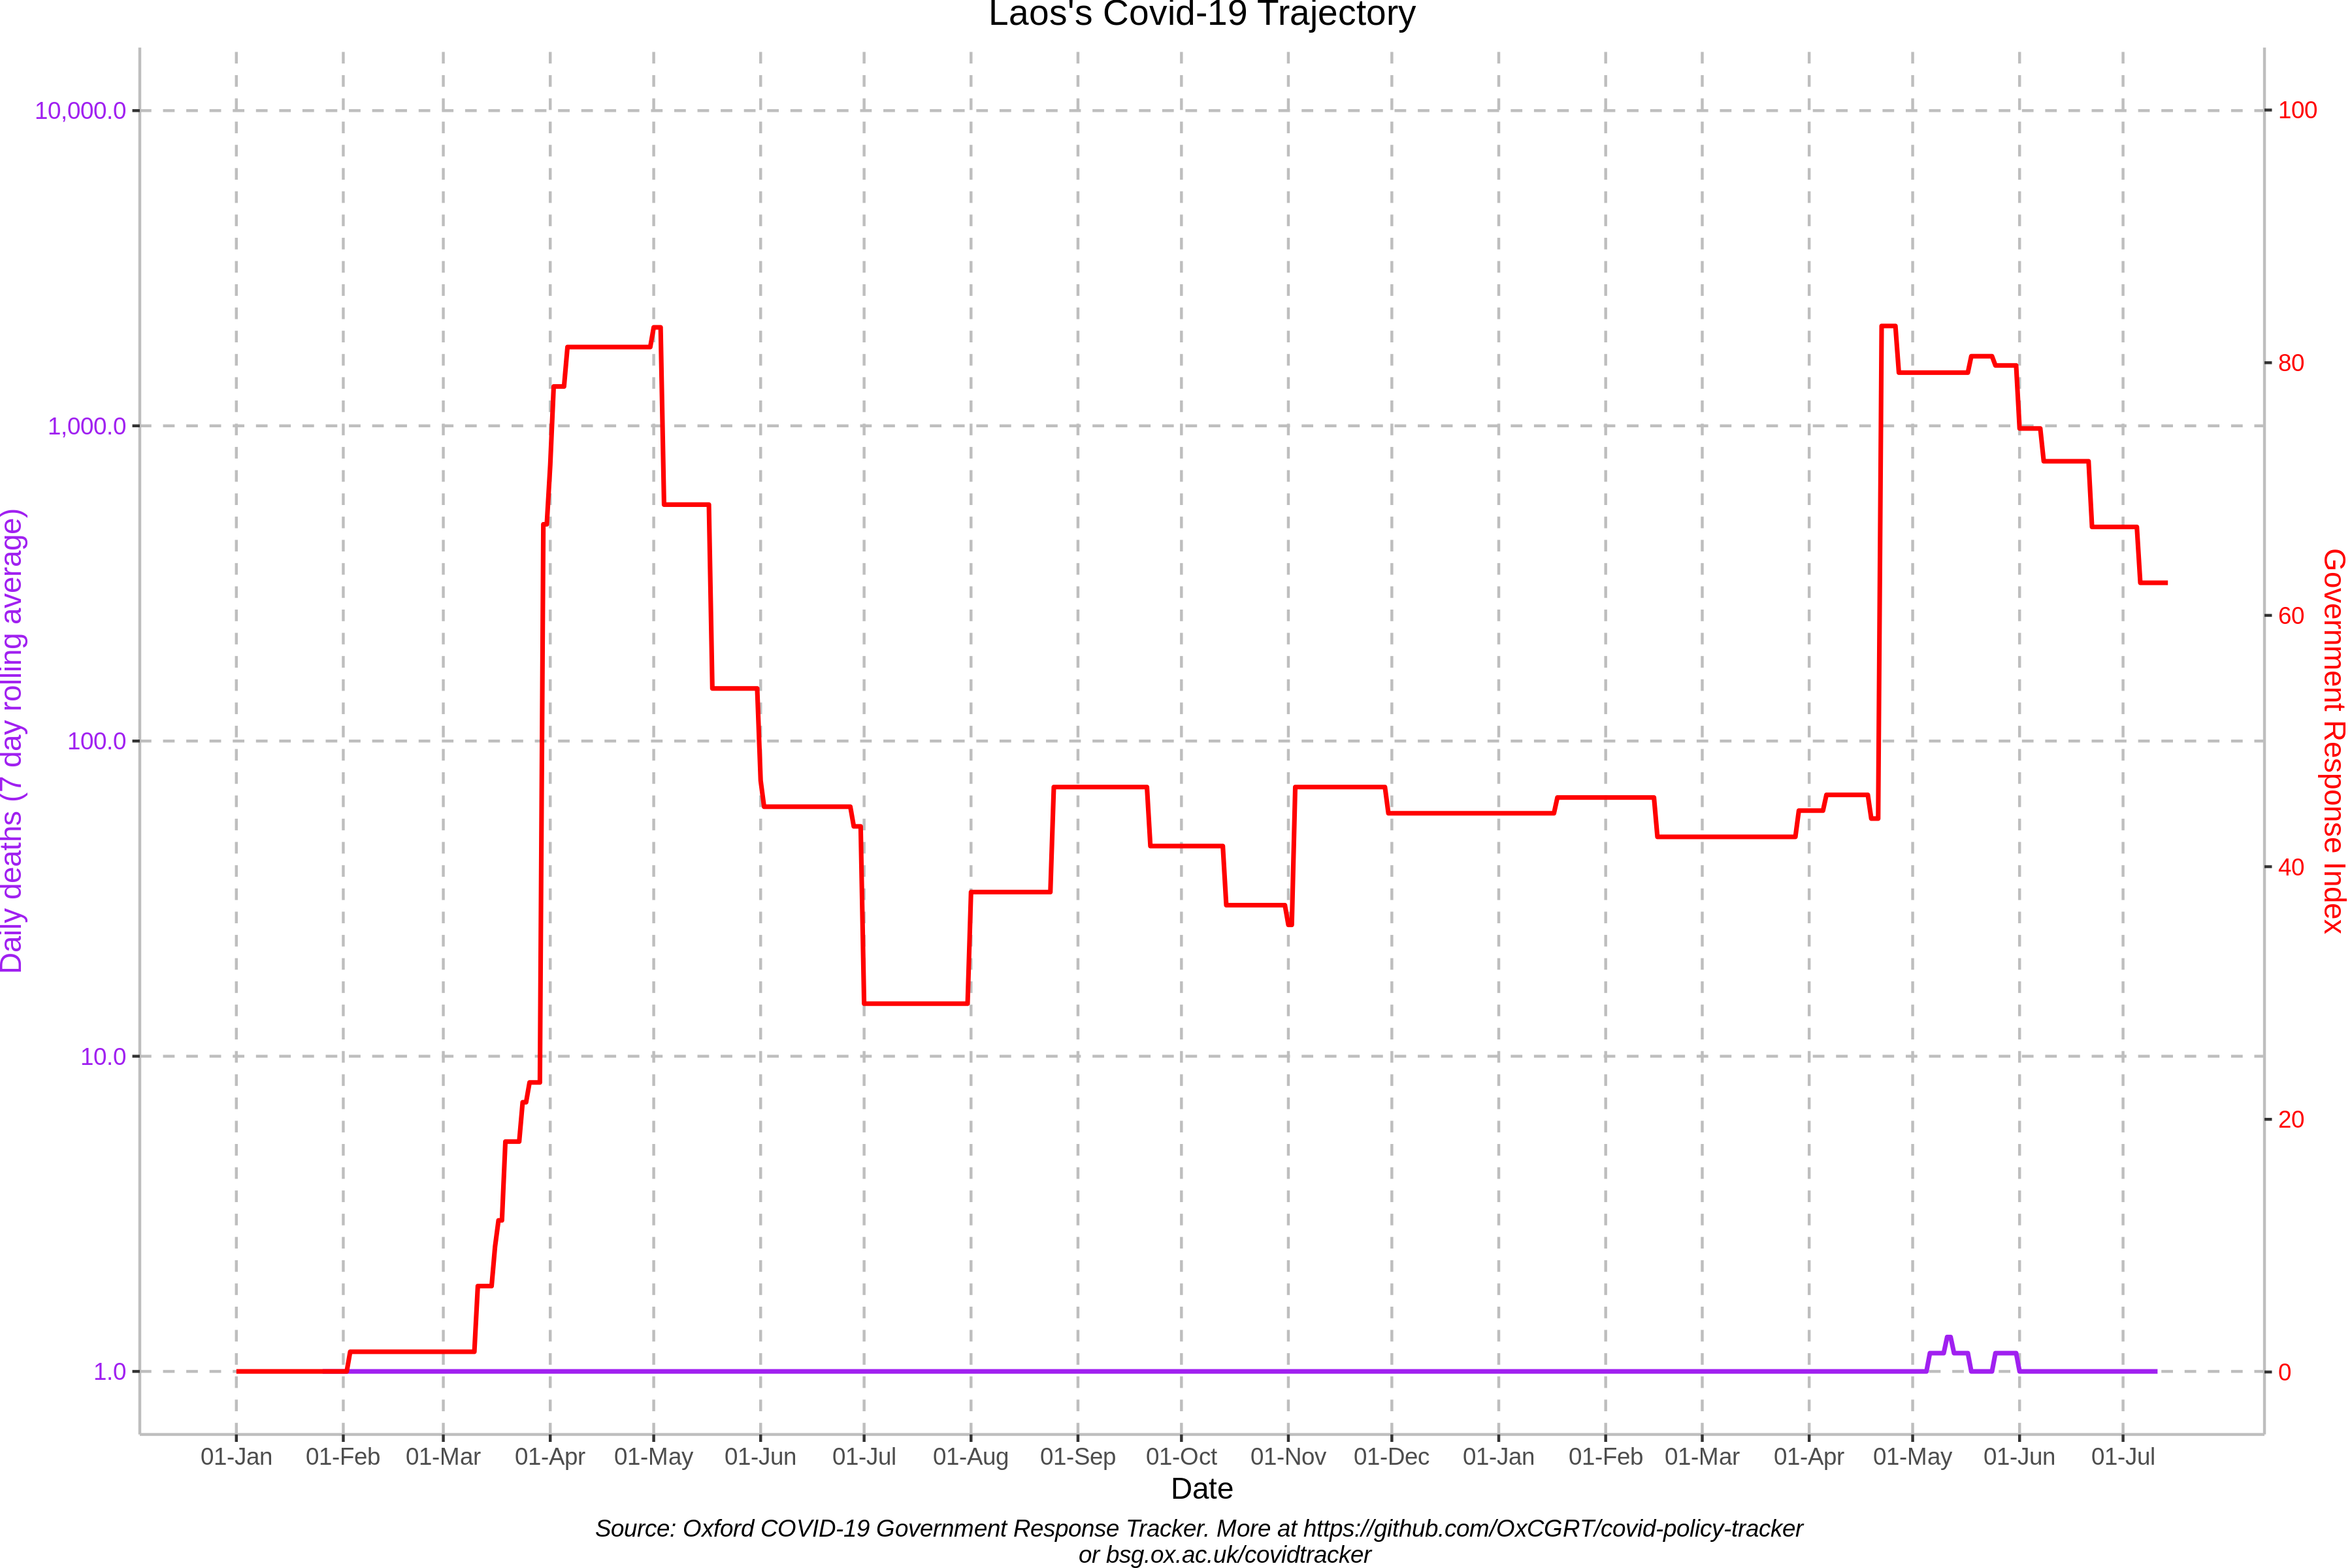 Laos's Covid-19 Trajectory
10,000.0
1,000.0
100.0
10.0
1.0
Daily deaths (7 day rolling average)
100
80
60
40
20
0
Government Response Index
01-Jan 01-Feb 01-Mar 01-Apr 01-May 01-Jun 01-Jul 01-Aug 01-Sep 01-Oct 01-Nov 01-Dec 01-Jan 01-Feb 01-Mar 01-Apr 01-May 01-Jun 01-Jul
Date
Source: Oxford COVID-19 Government Response Tracker. More at https://github.com/OxCGRT/covid-policy-tracker
or bsg.ox.ac.uk/covidtracker